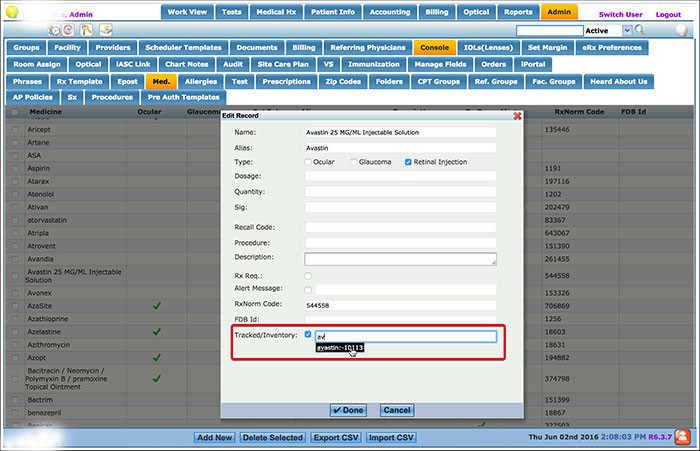 , Admin
Work View Tests Medical Hx Patient Info Accounting Billing Optical Reports Admin Switch User Logout
Active
Groups Facility Providers Scheduler Templates Documents Billing Referring Physicians Console IOLs(Lenses) Set Margin eRx Preferences
Room Assign Optical iASC Link Chart Notes Audit Site Care Plan VS Immunization Manage Fields Orders iPortal
Phrases Rx Template Epost Med. Allergies Test Prescriptions Zip Codes Folders CPT Groups Ref. Groups Fac. Groups Heard About Us
AP Policies Sx Procedures Pre Auth Templates
Medicine Ocular RxNorm Code FDB Id
Edit Record
Name: Avastin 25 MG/ML Injectable Solution
Alias: Avastin
Type: Ocular Glaucoma Retinal Injection
Dosage:
Quantity:
Sig:
Recall Code:
Procedure:
Description:
Rx Req.:
Alert Message:
RxNorm Code: 544558
FDB Id:
Tracked/Inventory: av
avastin:-10113
Done Cancel
Aricept 135446
Artane
ASA
Aspirin 1191
Atarax 197116
Atenolol 1202
Ativan 202479
atorvastatin 83367
Atripla 643067
Atrovent 151390
Avandia 261455
Avastin 25 MG/ML Injectable
Solution 544558
Avonex 153326
AzaSite 706869
Azathioprine 1256
Azelastine 18603
Azithromycin 18631
Azopt 194882
Bacitracin / Neomycin /
Polymyxin B / pramoxine 374798
Topical Ointment
Bactrim 151399
benazepril 18867
Add New Delete Selected Export CSV Import CSV Thu Jun 02nd 2016 2:08:03 PM R6.3.7